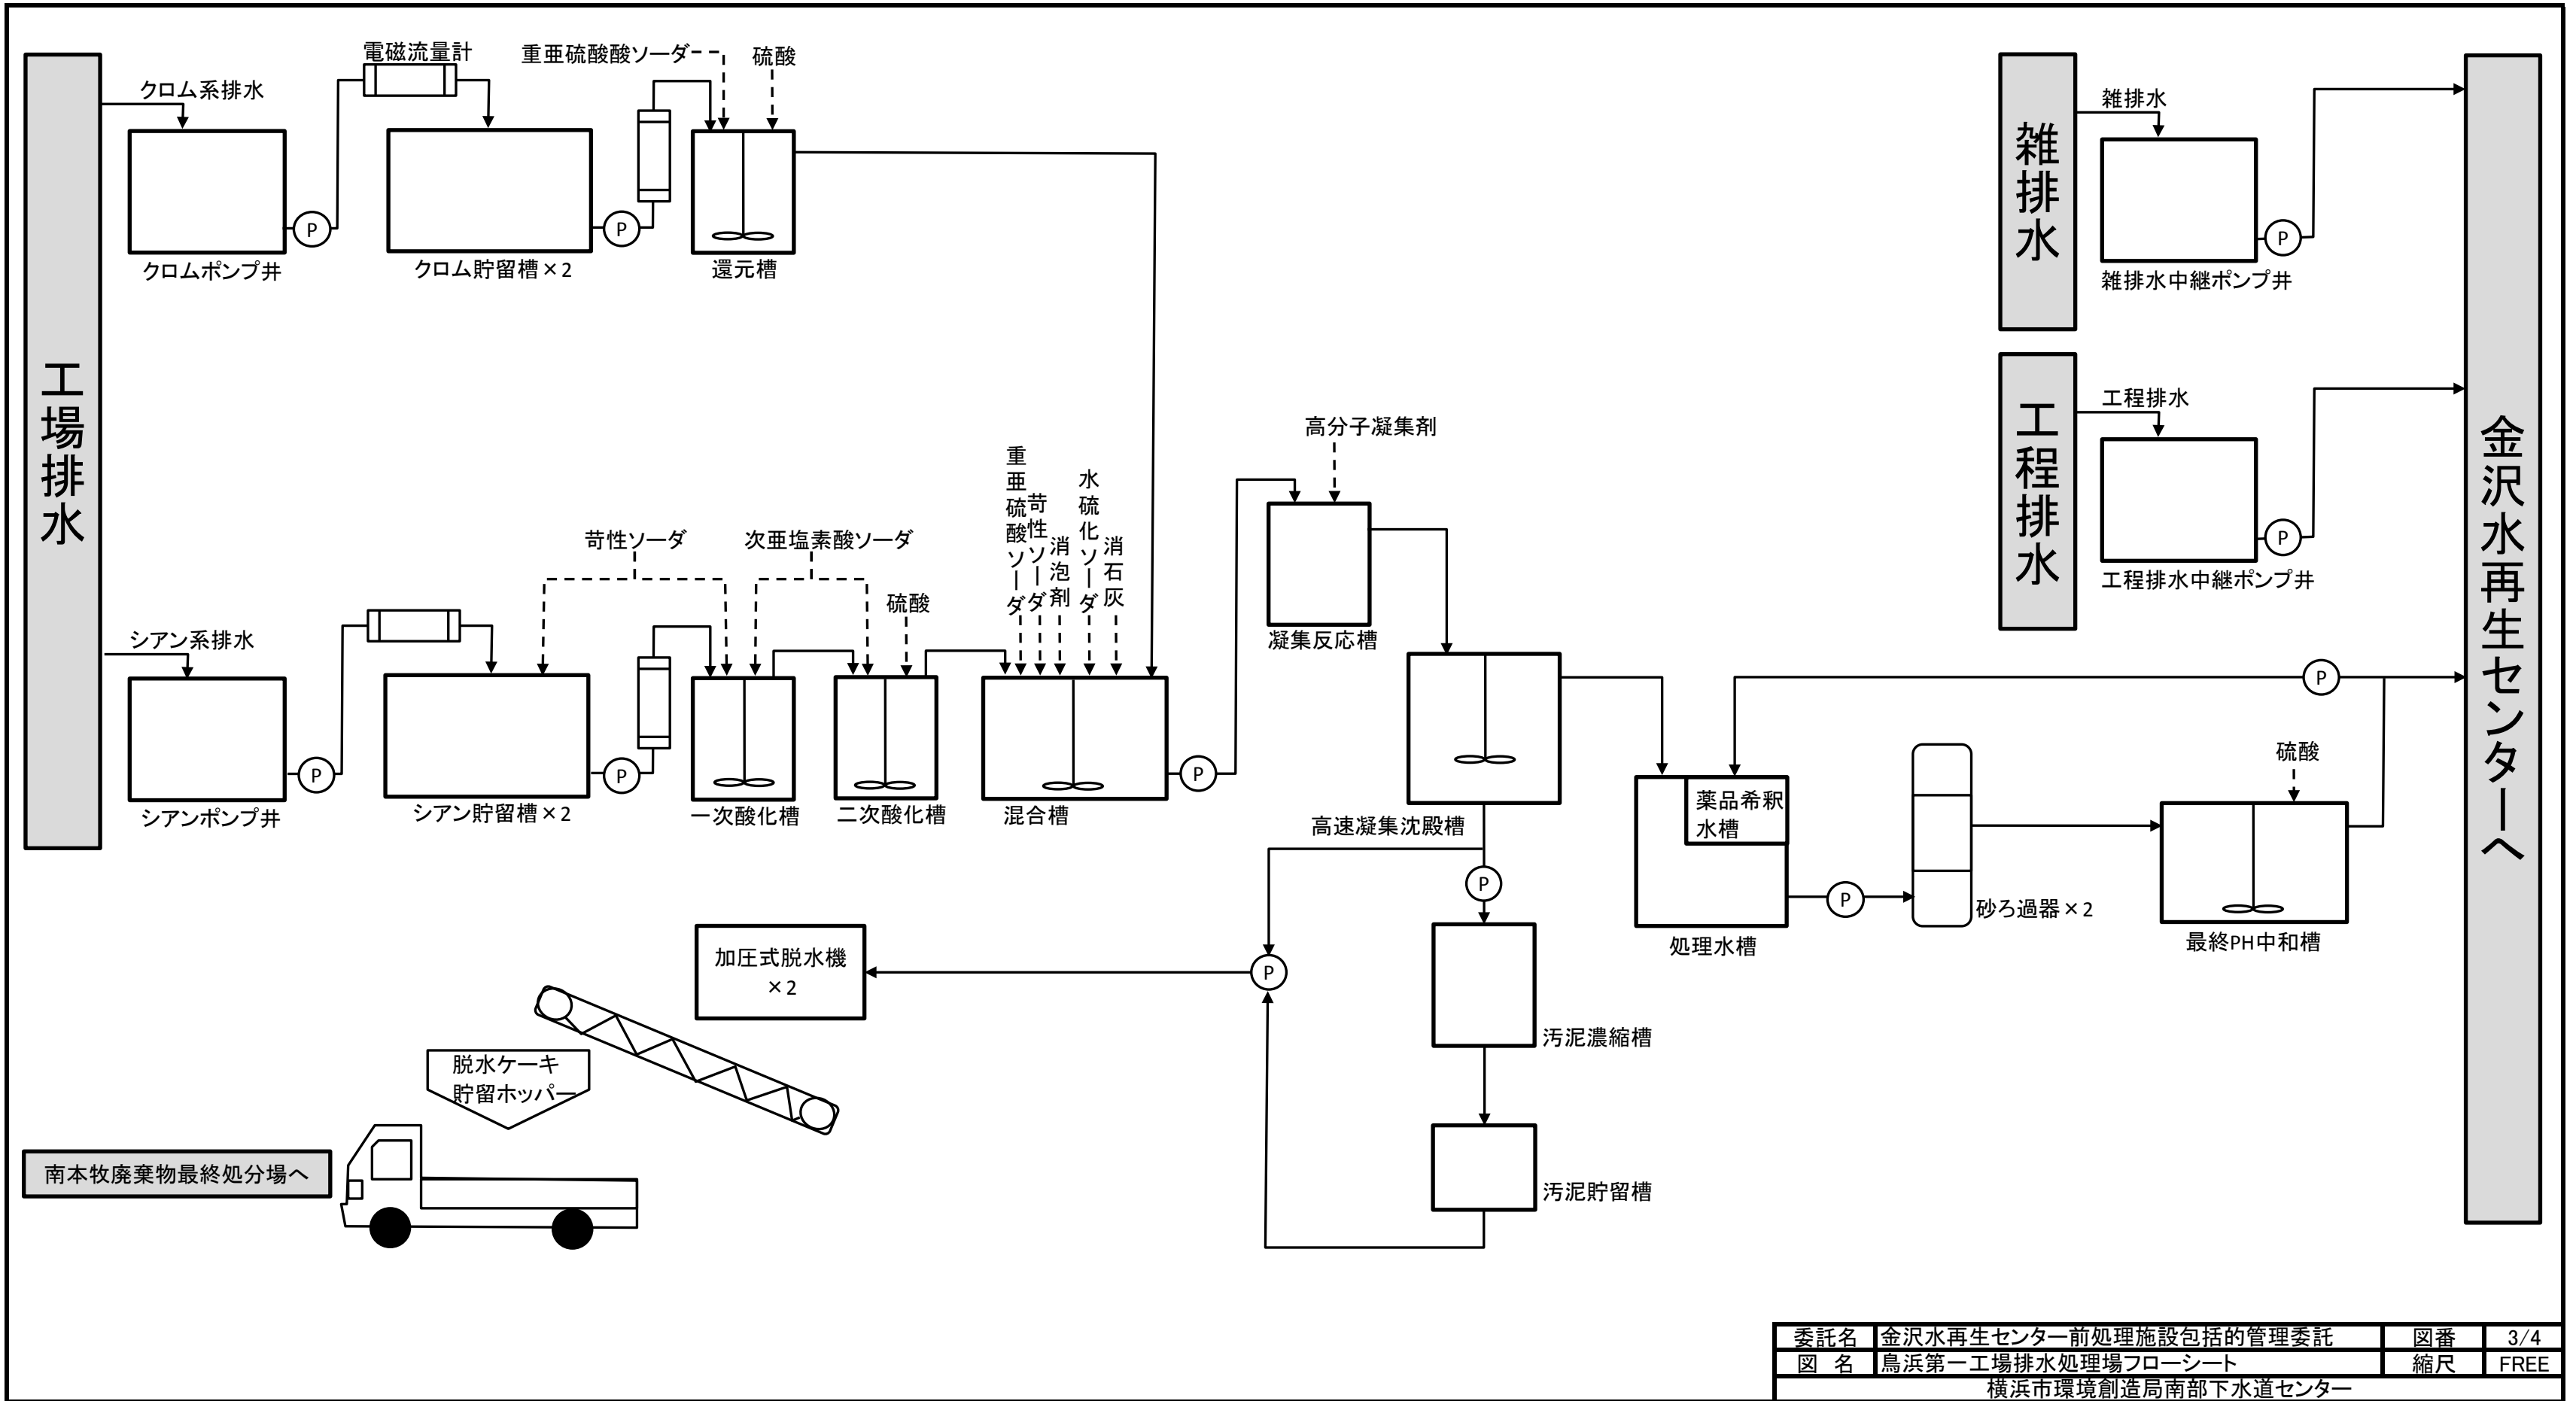 工場排水
電磁流量計
重亜硫酸酸ソーダ
硫酸
クロム系排水
P
P
クロムポンプ井
クロム貯留槽×2
還元槽
雑排水
雑排水
P
雑排水中継ポンプ井
工程排水
工程排水
P
工程排水中継ポンプ井
金沢水再生センターへ
高分子凝集剤
重亜硫酸ソーダ
苛性ソーダ
消泡剤
水硫化ソーダ
消石灰
苛性ソーダ
次亜塩素酸ソーダ
硫酸
シアン系排水
凝集反応槽
P
P
P
P
シアンポンプ井
シアン貯留槽×2
一次酸化槽
二次酸化槽
混合槽
高速凝集沈殿槽
薬品希釈
水槽
硫酸
P
P
砂ろ過器×2
処理水槽
最終PH中和槽
加圧式脱水機
×2
P
汚泥濃縮槽
脱水ケーキ
貯留ホッパー
南本牧廃棄物最終処分場へ
汚泥貯留槽
委託名 金沢水再生センター前処理施設包括的管理委託 図番 3/4
図 名 鳥浜第一工場排水処理場フローシート 縮尺 FREE
横浜市環境創造局南部下水道センター